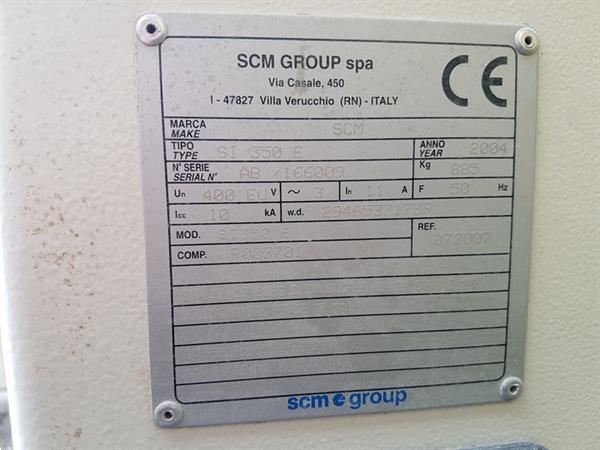 SCM GROUP spa
Via Casale, 450
I - 47827 Villa Verucchio (RN) - ITALY
CE
MARCA
MAKE SCM
TIPO
TYPE SI 350 E ANNO
YEAR 2004
N° SERIE
SERIAL N° AB /166009 Kg 885
Un 400 EU V ~ 3 In 11 A F 50 Hz
Icc 10 kA w.d.
MOD. SI350 E REF. 072007
COMP. R003701
scm group